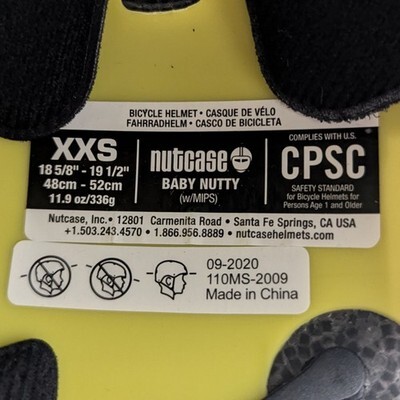 BICYCLE HELMET • CASQUE DE VÉLO
FAHRRADHELM • CASCO DE BICICLETA
XXS
18 5/8" - 19 1/2"
48cm - 52cm
11.9 oz/336g
nutcase
BABY NUTTY
(w/MIPS)
COMPLIES WITH U.S.
CPSC
SAFETY STANDARD
for Bicycle Helmets for
Persons Age 1 and Older
Nutcase, Inc. • 12801 Carmenita Road • Santa Fe Springs, CA USA
+1.503.243.4570 • 1.866.956.8889 • nutcasehelmets.com
09-2020
110MS-2009
Made in China